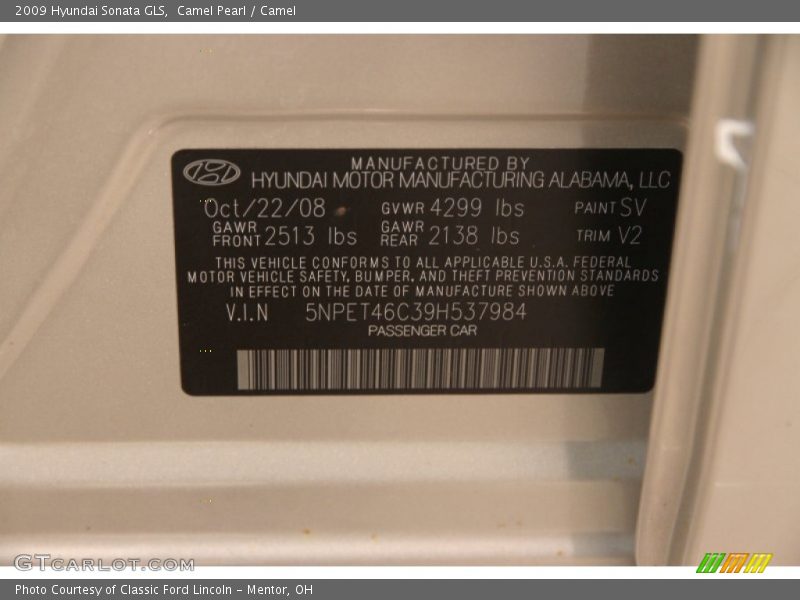 2009 Hyundai Sonata GLS,  Camel Pearl / Camel
MANUFACTURED BY
HYUNDAI MOTOR MANUFACTURING ALABAMA, LLC
Oct/22/08 GVWR 4299 lbs PAINT SV
GAWR FRONT 2513 lbs GAWR REAR 2138 lbs TRIM V2
THIS VEHICLE CONFORMS TO ALL APPLICABLE U.S.A. FEDERAL
MOTOR VEHICLE SAFETY, BUMPER, AND THEFT PREVENTION STANDARDS
IN EFFECT ON THE DATE OF MANUFACTURE SHOWN ABOVE
V.I.N 5NPET46C39H537984
PASSENGER CAR
GTCARLOT.COM
Photo Courtesy of Classic Ford Lincoln - Mentor, OH